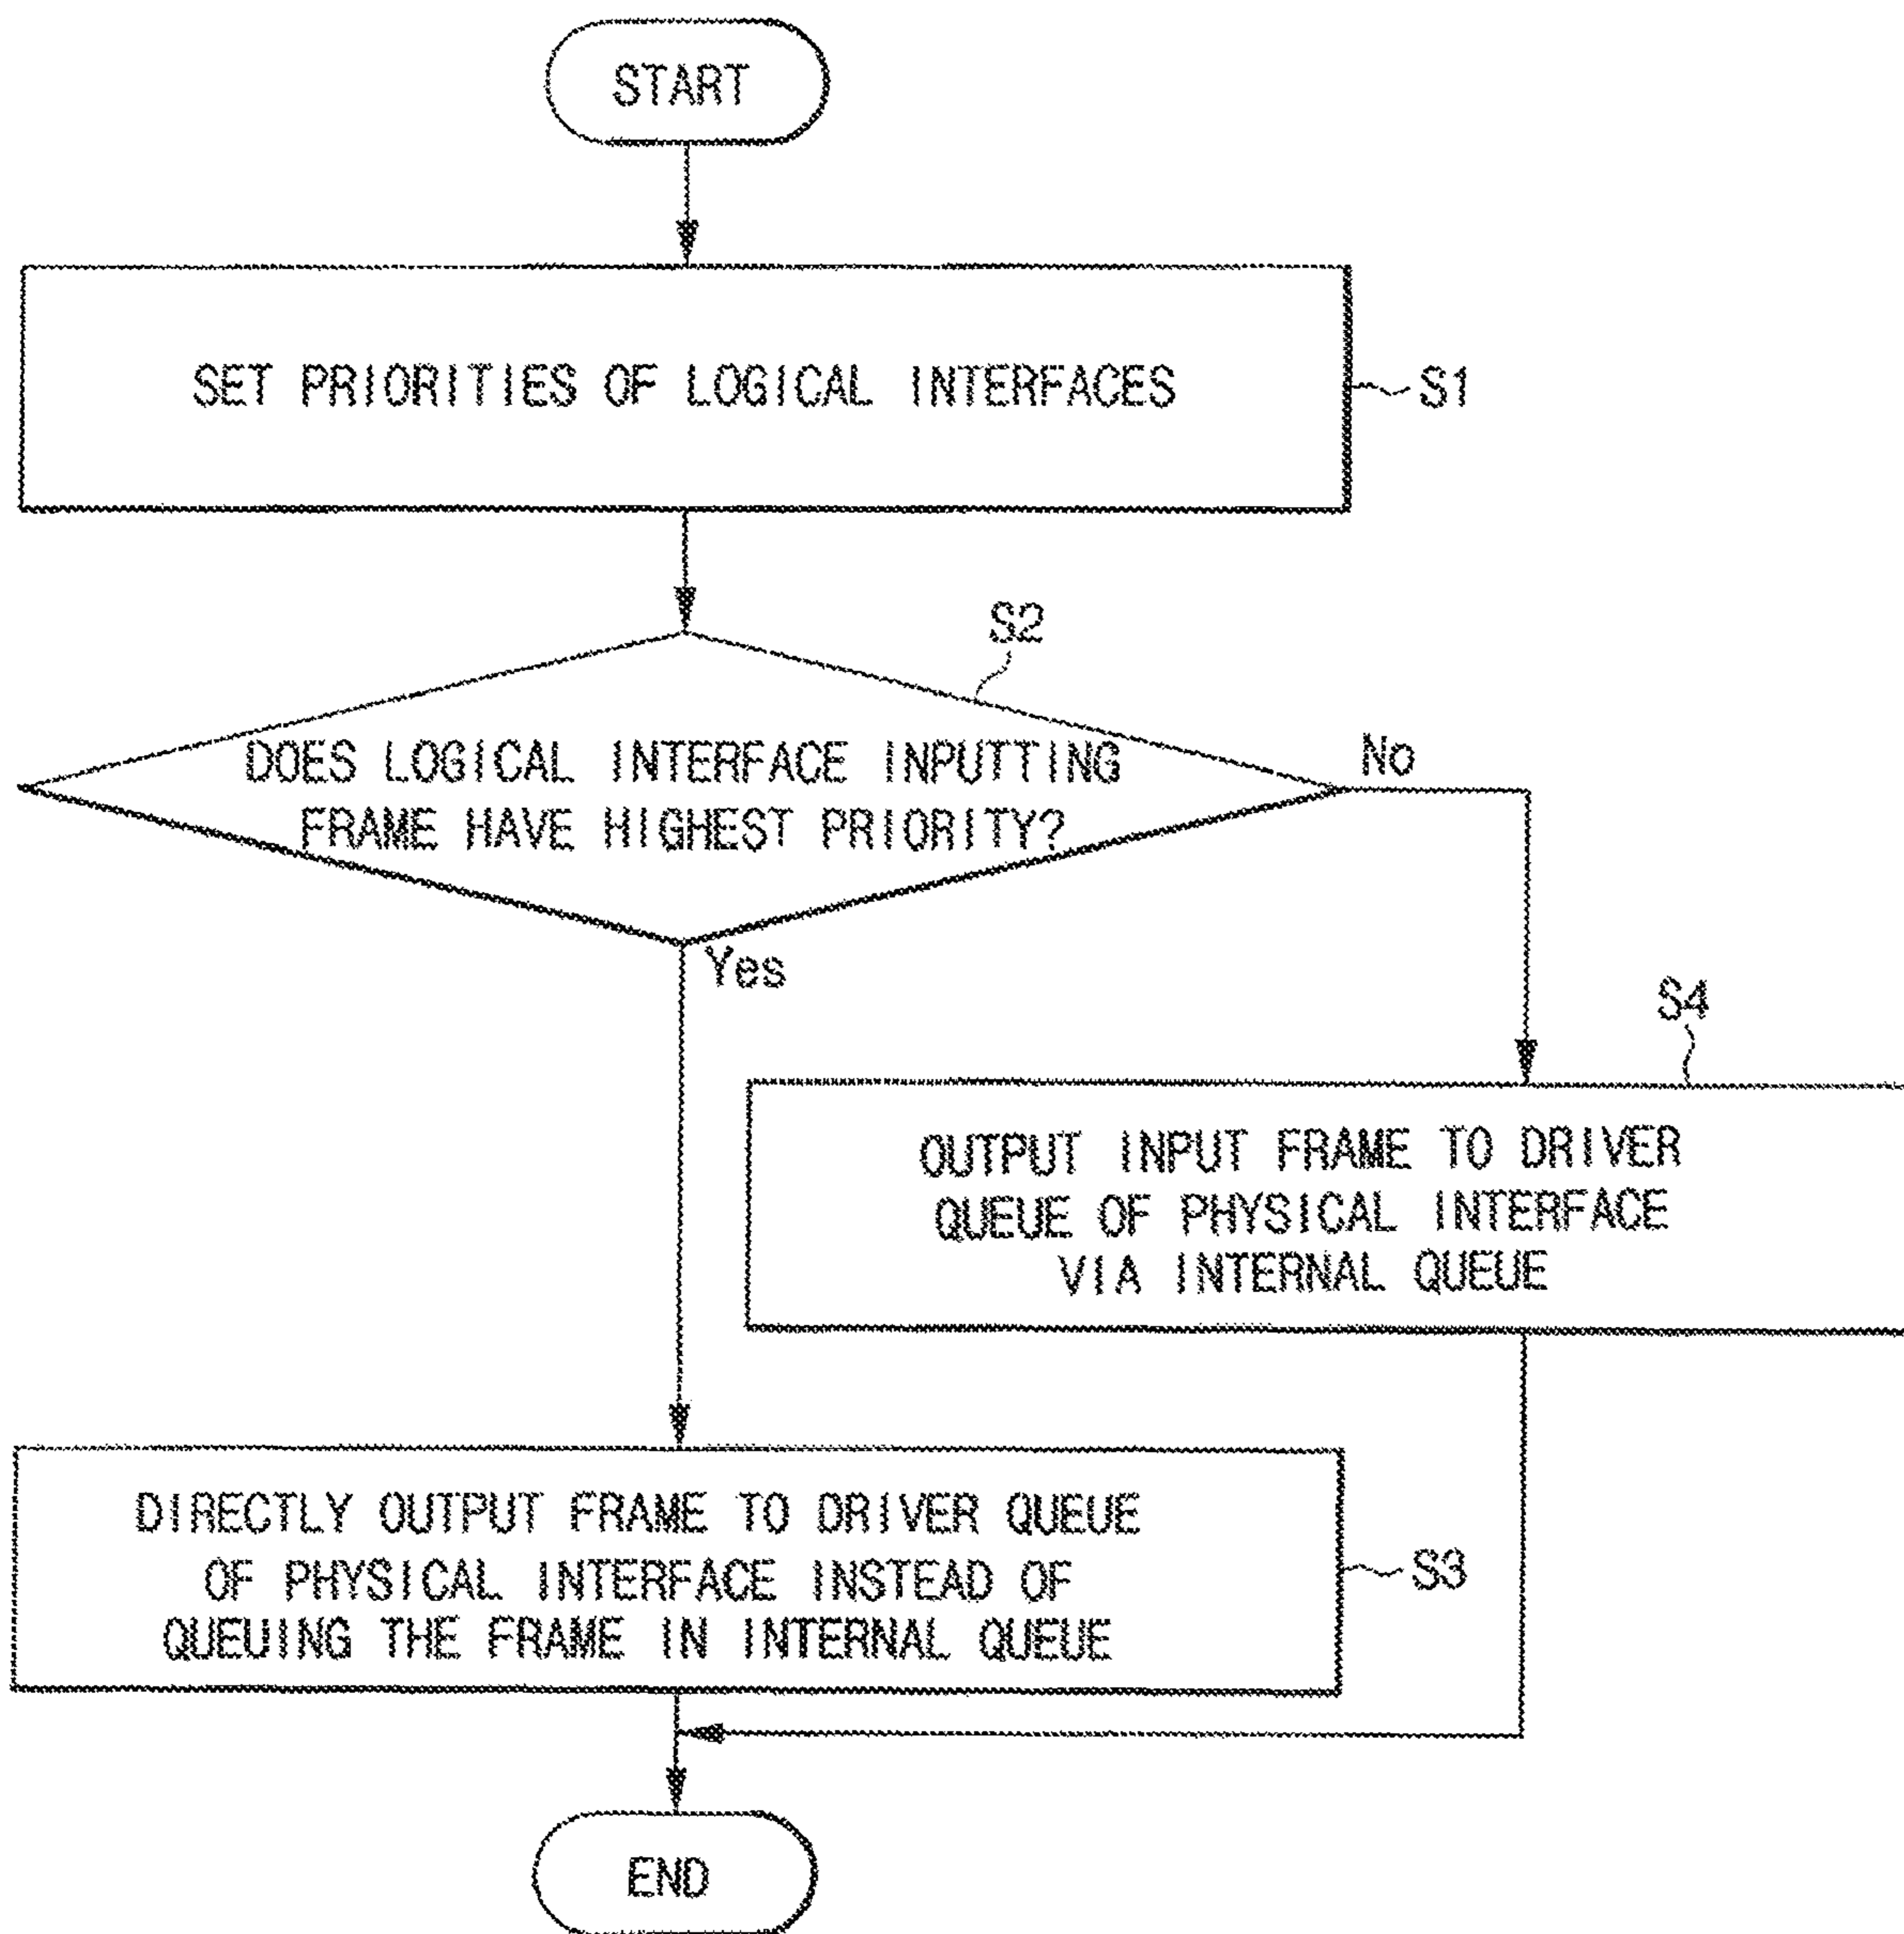 START
SET PRIORITIES OF LOGICAL INTERFACES
S1
S2
DOES LOGICAL INTERFACE INPUTTING
FRAME HAVE HIGHEST PRIORITY?
No
Yes
S4
OUTPUT INPUT FRAME TO DRIVER
QUEUE OF PHYSICAL INTERFACE
VIA INTERNAL QUEUE
DIRECTLY OUTPUT FRAME TO DRIVER QUEUE
OF PHYSICAL INTERFACE INSTEAD OF
QUEUING THE FRAME IN INTERNAL QUEUE
S3
END